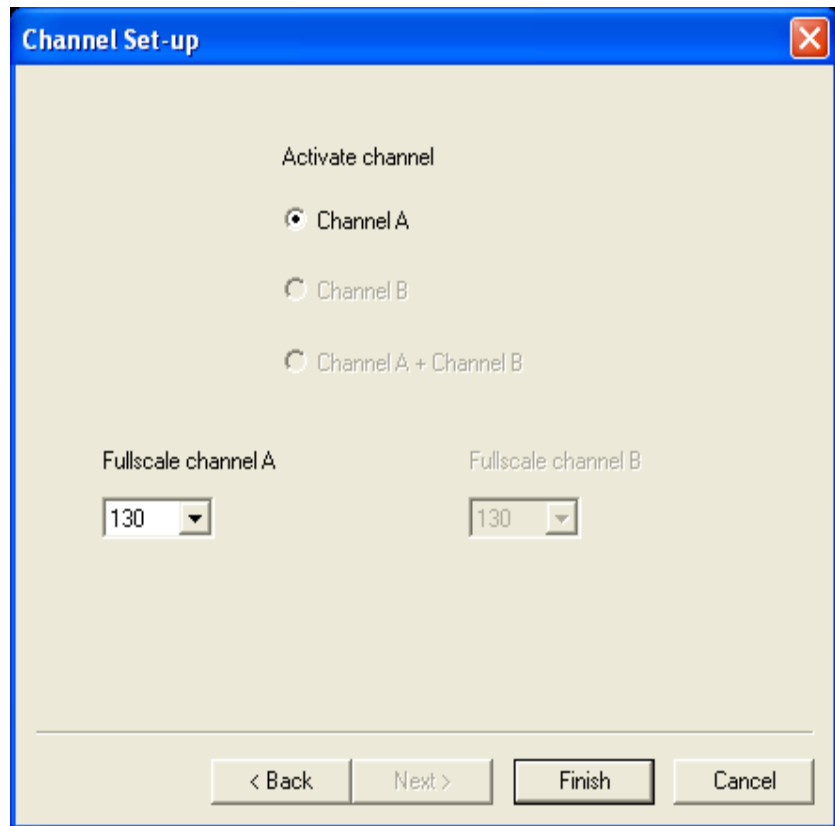 Channel Set-up
Activate channel
Channel A
Channel B
Channel A + Channel B
Fullscale channel A
Fullscale channel B
130
130
< Back
Next >
Finish
Cancel